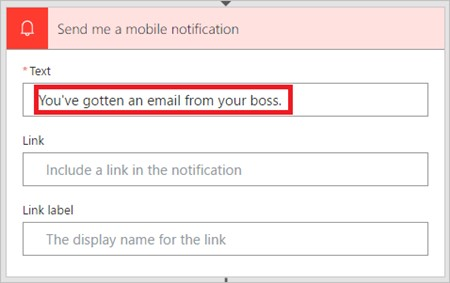 Send me a mobile notification
* Text
You've gotten an email from your boss.
Link
Include a link in the notification
Link label
The display name for the link